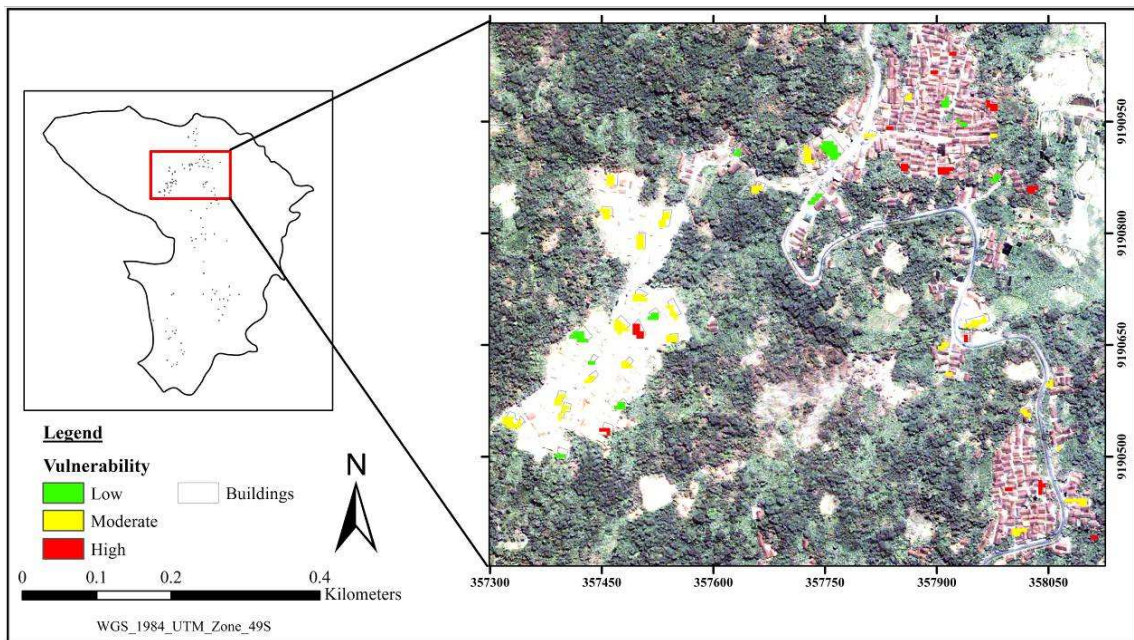 9190950
9190800
9190650
9190500
357300 357450 357600 357750 357900 358050
Legend
Vulnerability
Low
Buildings
Moderate
High
N
0 0.1 0.2 0.4
Kilometers
WGS_1984_UTM_Zone_49S